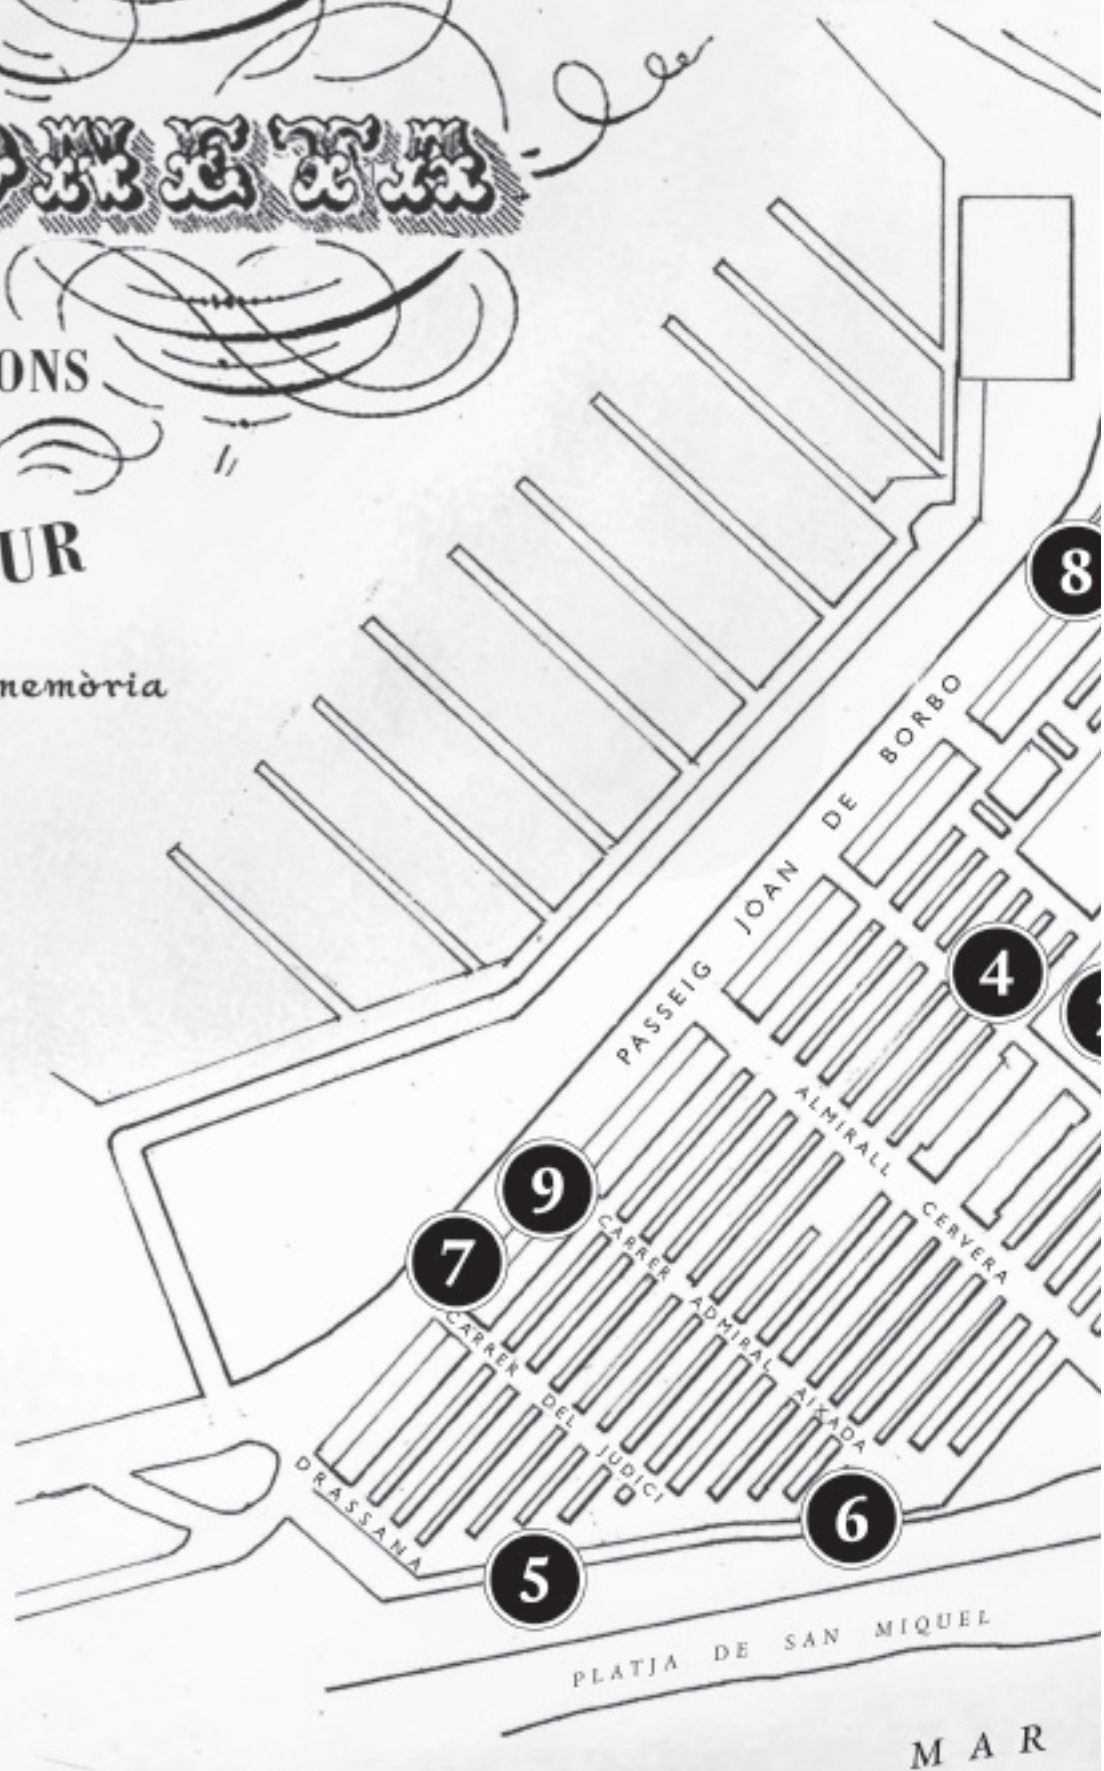 NETA
ONS
UR
memòria
8
PASSEIG JOAN DE BORBO
4
ALMIRALL CERVERA
9
7
CARRER ADMIRAL AIXADA
CARRER DEL JUDICI
DRASSANA
6
5
PLATJA DE SAN MIQUEL
MAR